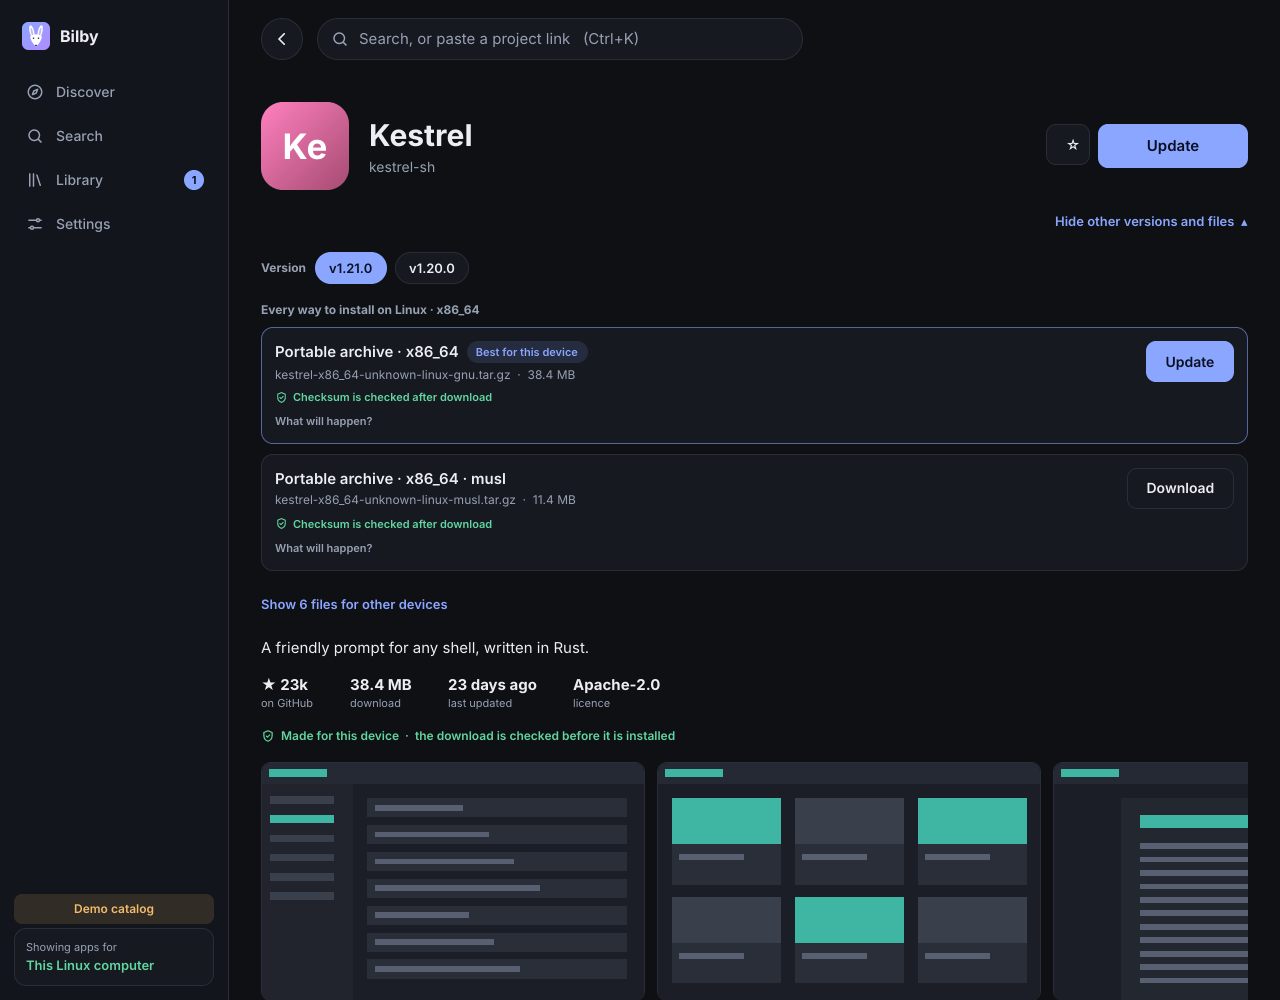 Bilby
Discover
Search
Library 1
Settings
Demo catalog
Showing apps for
This Linux computer
Search, or paste a project link (Ctrl+K)
Ke
Kestrel
kestrel-sh
☆
Update
Hide other versions and files ▲
Version v1.21.0 v1.20.0
Every way to install on Linux · x86_64
Portable archive · x86_64 Best for this device
kestrel-x86_64-unknown-linux-gnu.tar.gz · 38.4 MB
Checksum is checked after download
What will happen?
Update
Portable archive · x86_64 · musl
kestrel-x86_64-unknown-linux-musl.tar.gz · 11.4 MB
Checksum is checked after download
What will happen?
Download
Show 6 files for other devices
A friendly prompt for any shell, written in Rust.
★ 23k
on GitHub
38.4 MB
download
23 days ago
last updated
Apache-2.0
licence
Made for this device · the download is checked before it is installed